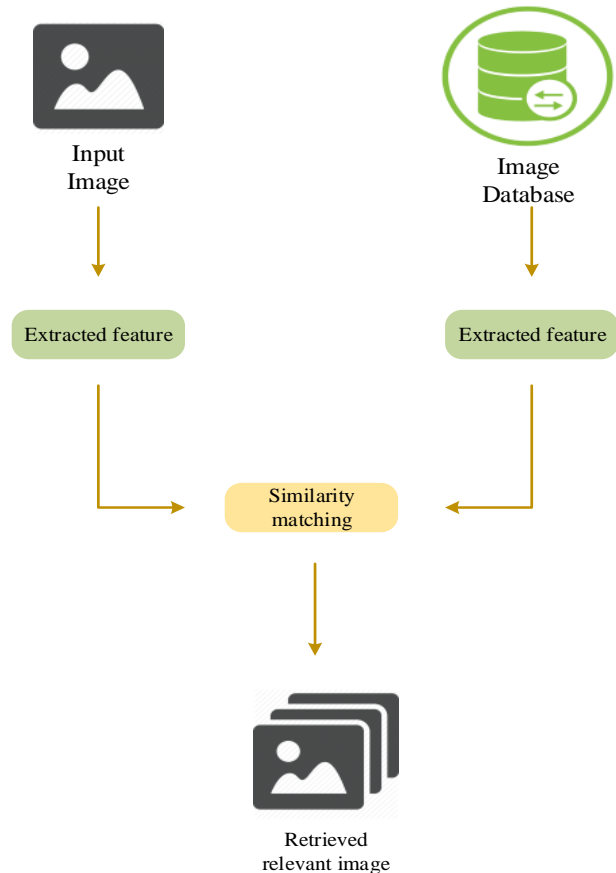 Input
Image
Image
Database
Extracted feature
Extracted feature
Similarity
matching
Retrieved
relevant image